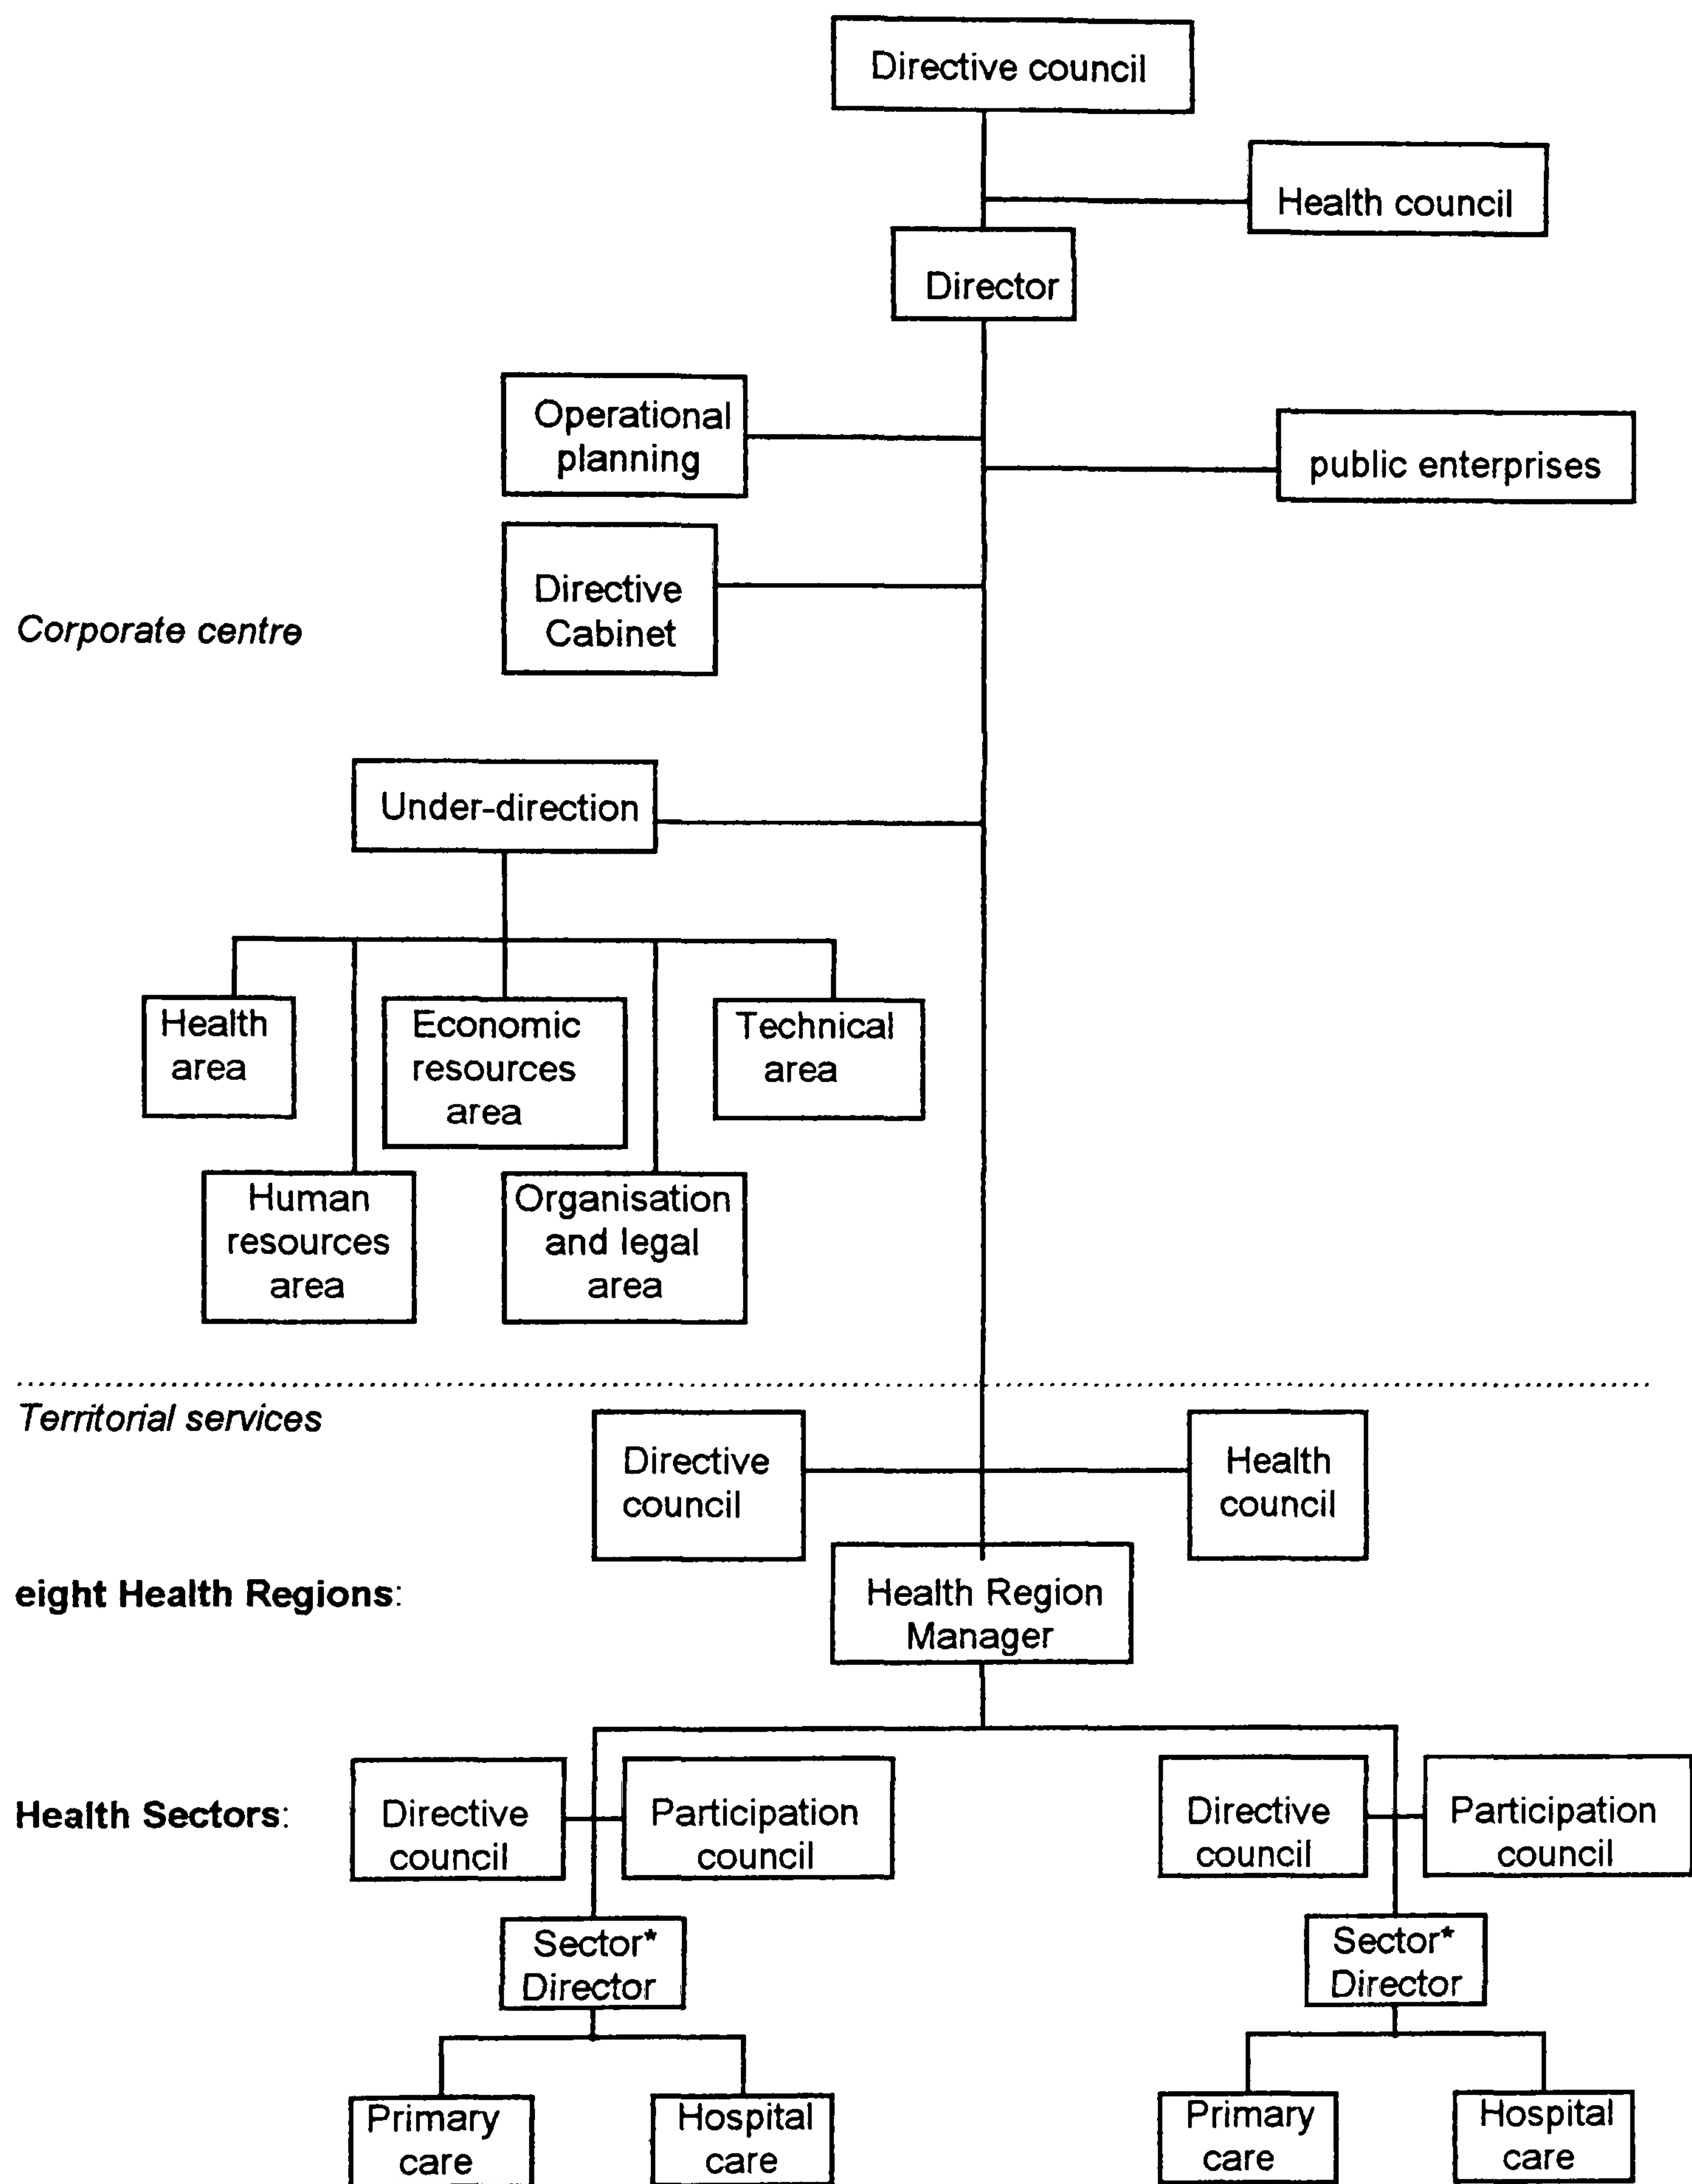 Directive council
Health council
Director
Operational
planning
public enterprises
Directive
Cabinet
Corporate centre
Under-direction
Health
area
Economic
resources
area
Technical
area
Human
resources
area
Organisation
and legal
area
Territorial services
Directive
council
Health
council
eight Health Regions:
Health Region
Manager
Health Sectors:
Directive
council
Participation
council
Directive
council
Participation
council
Sector*
Director
Sector*
Director
Primary
care
Hospital
care
Primary
care
Hospital
care